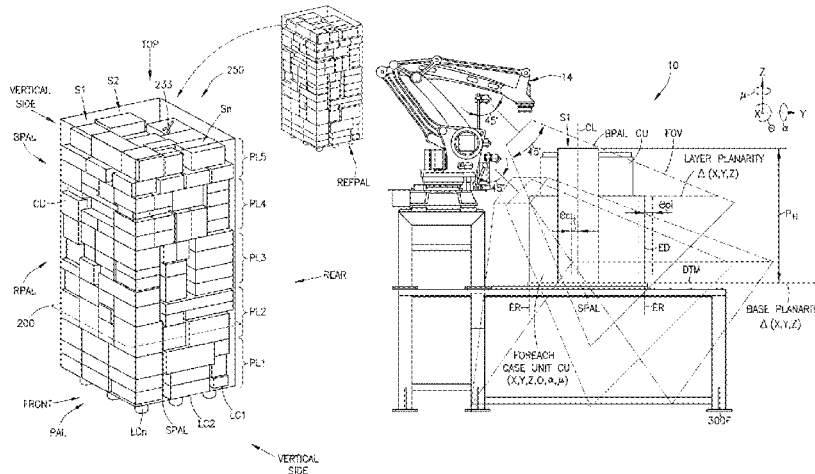 TOP
S1
S2
233
250
VERTICAL
SIDE
Sn
BPAL
CU
PL5
PL4
PL3
PL2
PL1
RPAL
200
REFPAL
REAR
FRONT
PAL
LCn
SPAL
LC2
LC1
VERTICAL
SIDE
14
10
45°
45°
45°
S1
CL
BPAL
CU
FOV
Z
μ
X
Y
α
LAYER PLANARITY
Δ (X,Y,Z)
PH
ED
DTM
ER
SPAL
ER
BASE PLANARITY
Δ (X,Y,Z)
FOREACH
CASE UNIT CU
300F